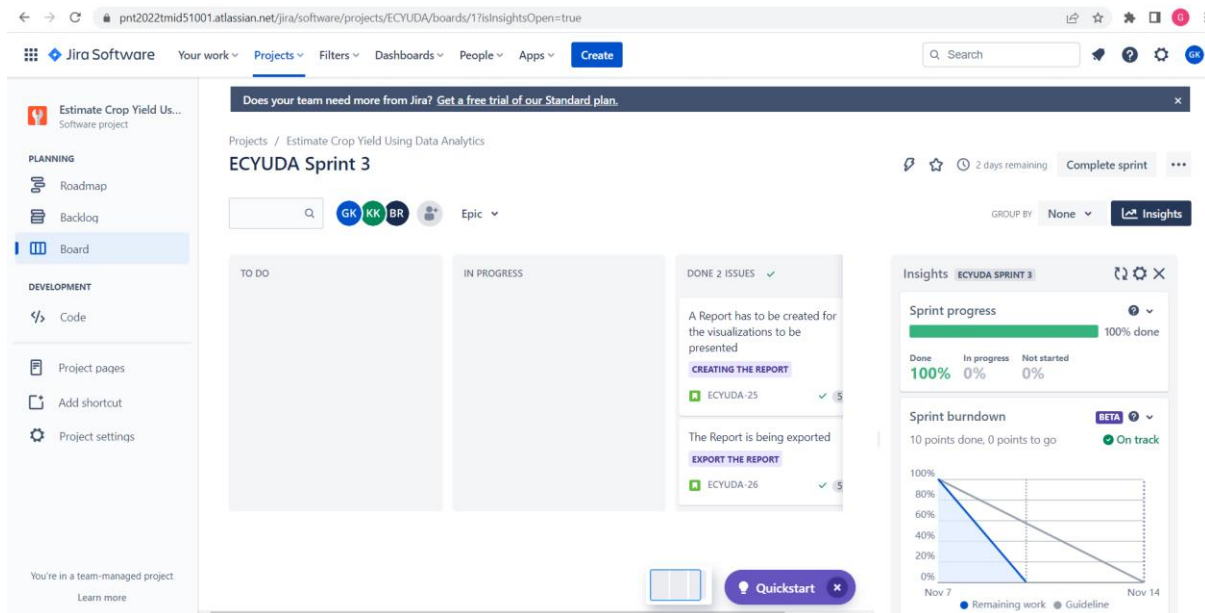 pnt2022tmid51001.atlassian.net/jira/software/projects/ECYUDA/boards/1?isInsightsOpen=true
G
Jira Software Your work Projects Filters Dashboards People Apps Create Search GK
Does your team need more from Jira? Get a free trial of our Standard plan.
Estimate Crop Yield Us...
Software project
PLANNING
Roadmap
Backlog
Board
DEVELOPMENT
Code
Project pages
Add shortcut
Project settings
You're in a team-managed project
Learn more
Projects / Estimate Crop Yield Using Data Analytics
ECYUDA Sprint 3
2 days remaining Complete sprint
GK KK BR Epic
GROUP BY None Insights
TO DO
IN PROGRESS
DONE 2 ISSUES
A Report has to be created for
the visualizations to be
presented
CREATING THE REPORT
ECYUDA-25 5
The Report is being exported
EXPORT THE REPORT
ECYUDA-26 5
Quickstart
Insights ECYUDA SPRINT 3
Sprint progress
100% done
Done In progress Not started
100% 0% 0%
Sprint burndown BETA
10 points done, 0 points to go On track
100%
80%
60%
40%
20%
0%
Nov 7 Nov 14
Remaining work Guideline